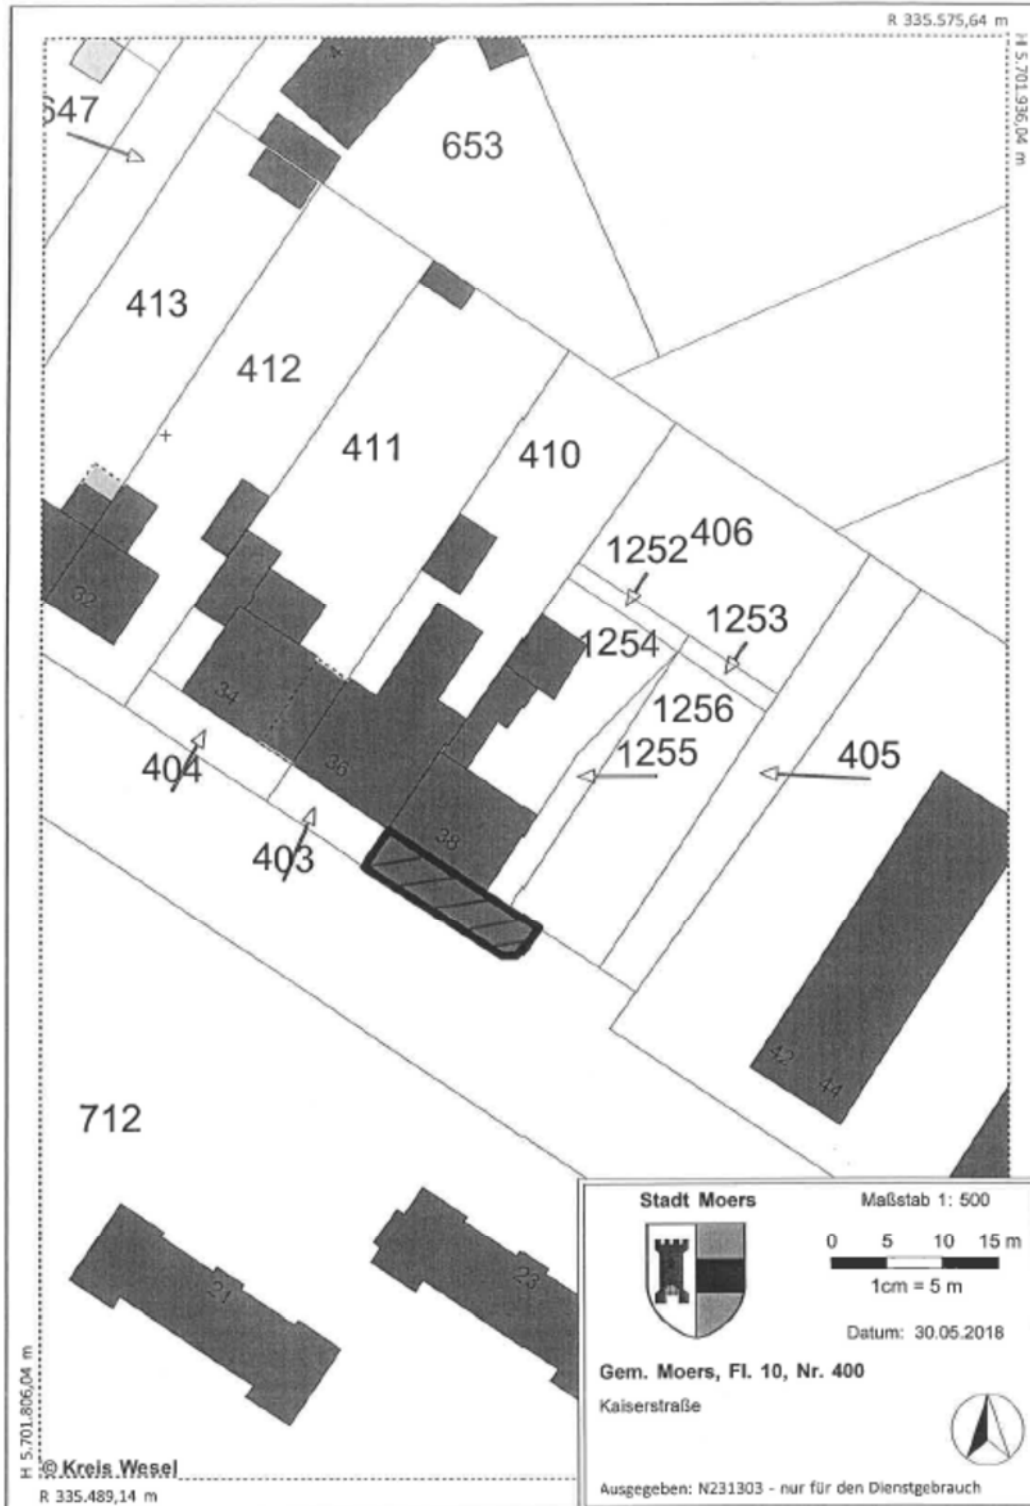 R 335.575,64 m
H 5.701.936,04 m
4
653
413
412
411
410
1252
406
1253
1254
1256
1255
405
32
34
36
38
404
403
42
44
712
21
23
Stadt Moers
Maßstab 1: 500
0 5 10 15 m
1cm = 5 m
Datum: 30.05.2018
Gem. Moers, Fl. 10, Nr. 400
Kaiserstraße
Ausgegeben: N231303 - nur für den Dienstgebrauch
H 5.701.806,04 m
© Kreis Wesel
R 335.489,14 m